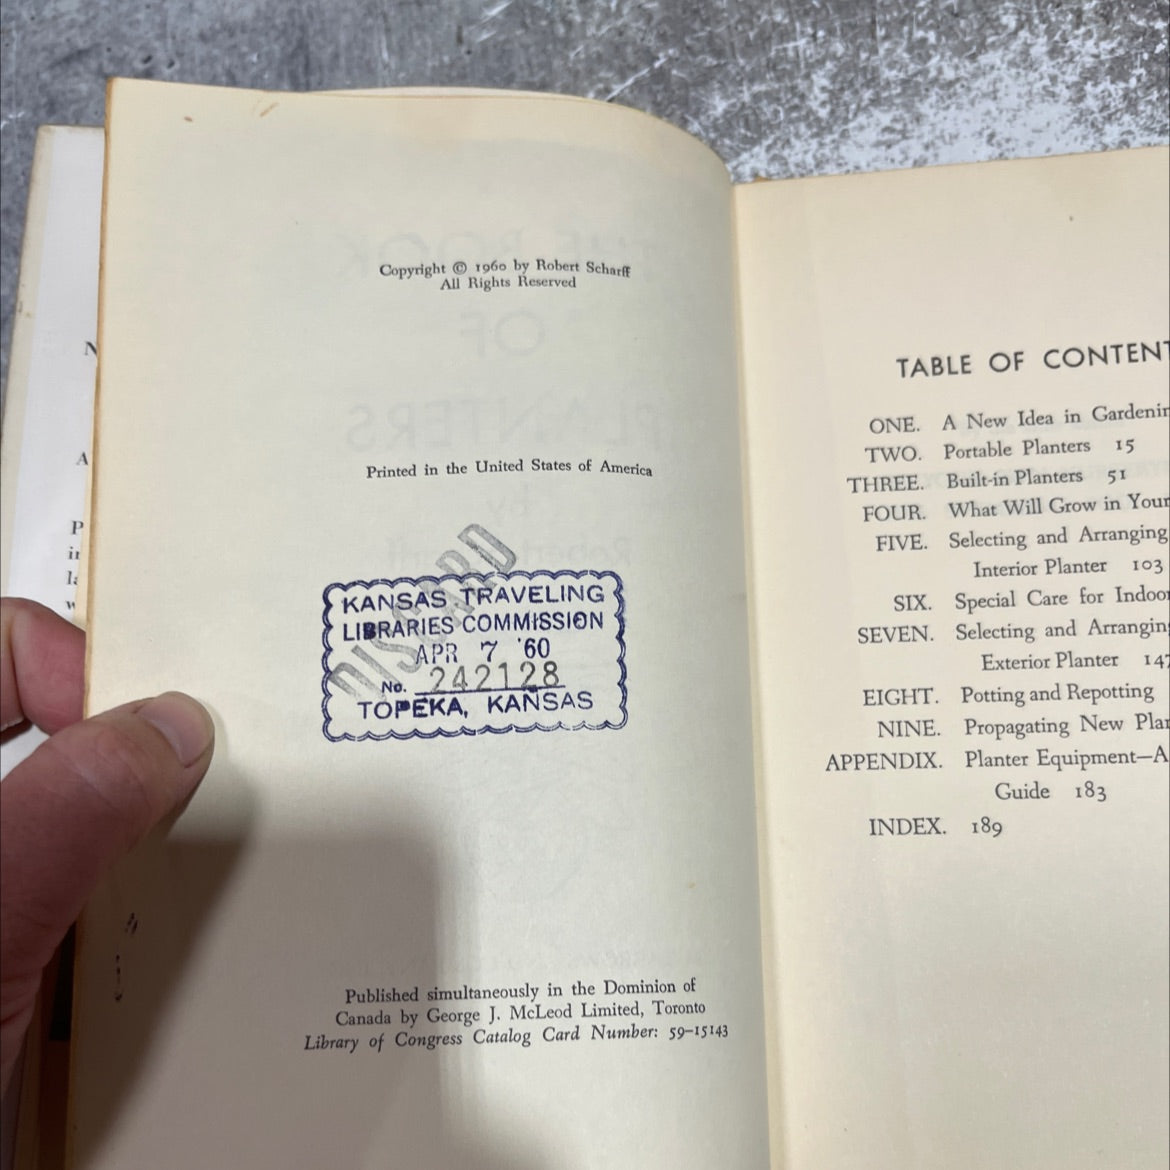 Copyright © 1960 by Robert Scharff
All Rights Reserved
Printed in the United States of America
DISCARD
KANSAS TRAVELING
LIBRARIES COMMISSION
APR 7 '60
No. 242128
TOPEKA, KANSAS
Published simultaneously in the Dominion of
Canada by George J. McLeod Limited, Toronto
Library of Congress Catalog Card Number: 59-15143
TABLE OF CONTENT
ONE. A New Idea in Gardenin
TWO. Portable Planters 15
THREE. Built-in Planters 51
FOUR. What Will Grow in Your
FIVE. Selecting and Arranging
Interior Planter 103
SIX. Special Care for Indoor
SEVEN. Selecting and Arranging
Exterior Planter 147
EIGHT. Potting and Repotting
NINE. Propagating New Plan
APPENDIX. Planter Equipment—A
Guide 183
INDEX. 189